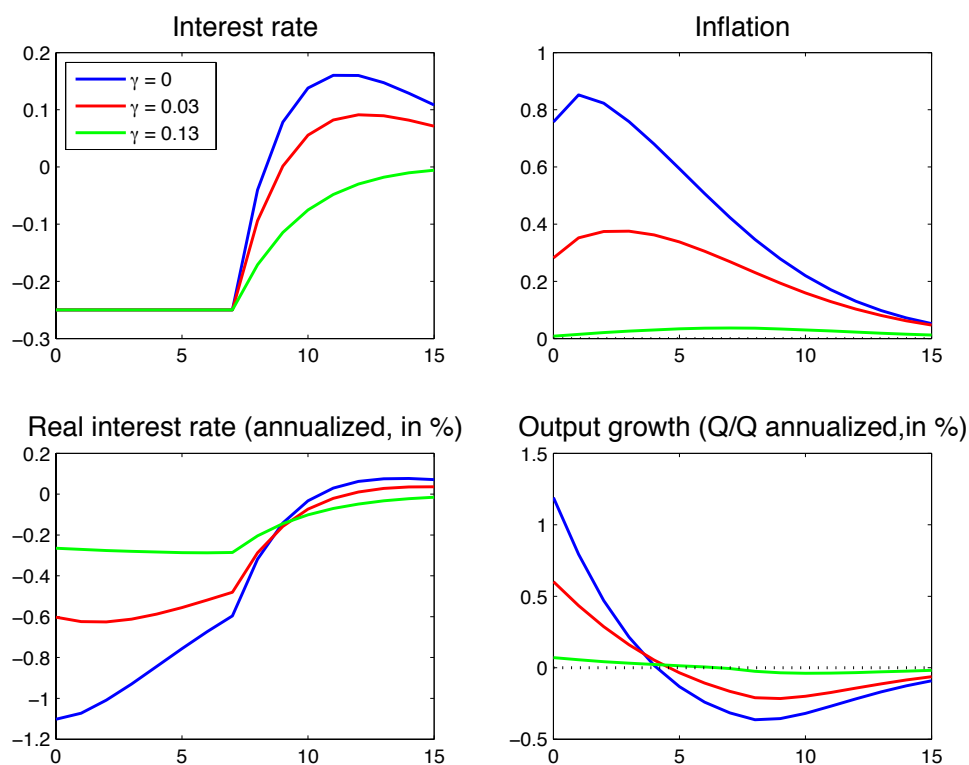 Interest rate
Inflation
0.2
0.1
0
−0.1
−0.2
−0.3
γ = 0
γ = 0.03
γ = 0.13
0 5 10 15
1
0.8
0.6
0.4
0.2
0
0 5 10 15
Real interest rate (annualized, in %)
Output growth (Q/Q annualized,in %)
0.2
0
−0.2
−0.4
−0.6
−0.8
−1
−1.2
0 5 10 15
1.5
1
0.5
0
−0.5
0 5 10 15